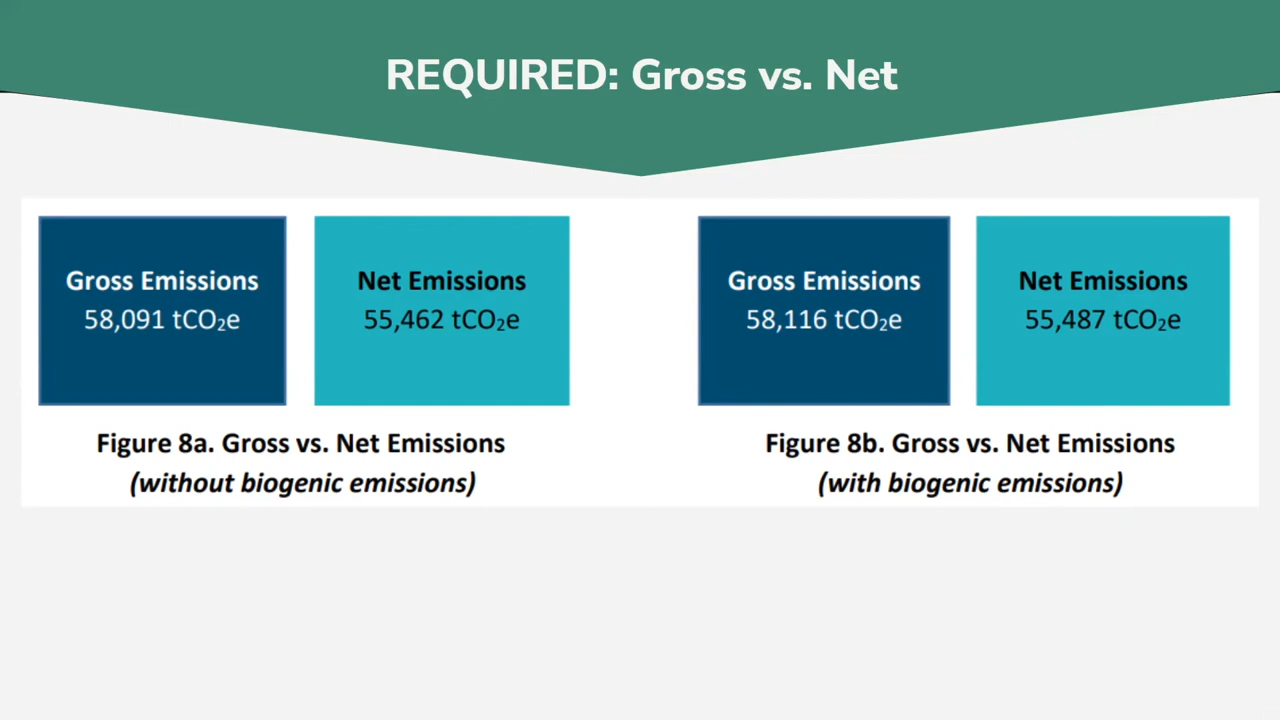 REQUIRED: Gross vs. Net
Gross Emissions
58,091 tCO₂e
Net Emissions
55,462 tCO₂e
Figure 8a. Gross vs. Net Emissions
(without biogenic emissions)
Gross Emissions
58,116 tCO₂e
Net Emissions
55,487 tCO₂e
Figure 8b. Gross vs. Net Emissions
(with biogenic emissions)